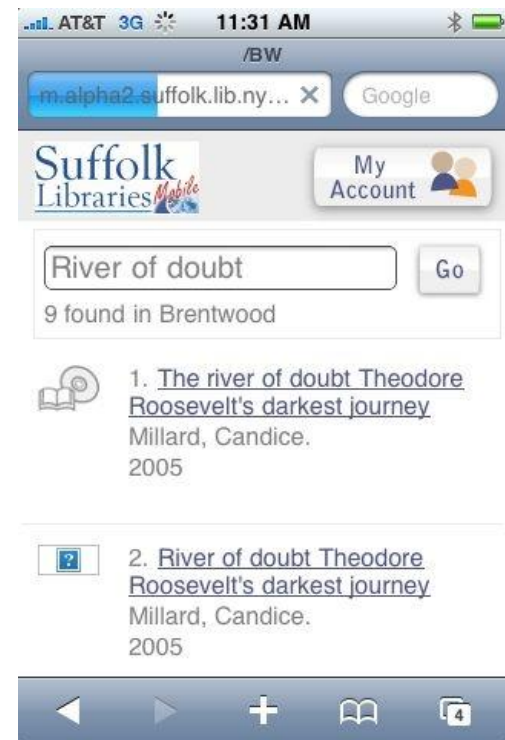 AT&T 3G 11:31 AM
/BW
m.alpha2.suffolk.lib.ny... Google
Suffolk
Libraries Mobile
My
Account
River of doubt
Go
9 found in Brentwood
1. The river of doubt Theodore
Roosevelt's darkest journey
Millard, Candice.
2005
?
2. River of doubt Theodore
Roosevelt's darkest journey
Millard, Candice.
2005
4